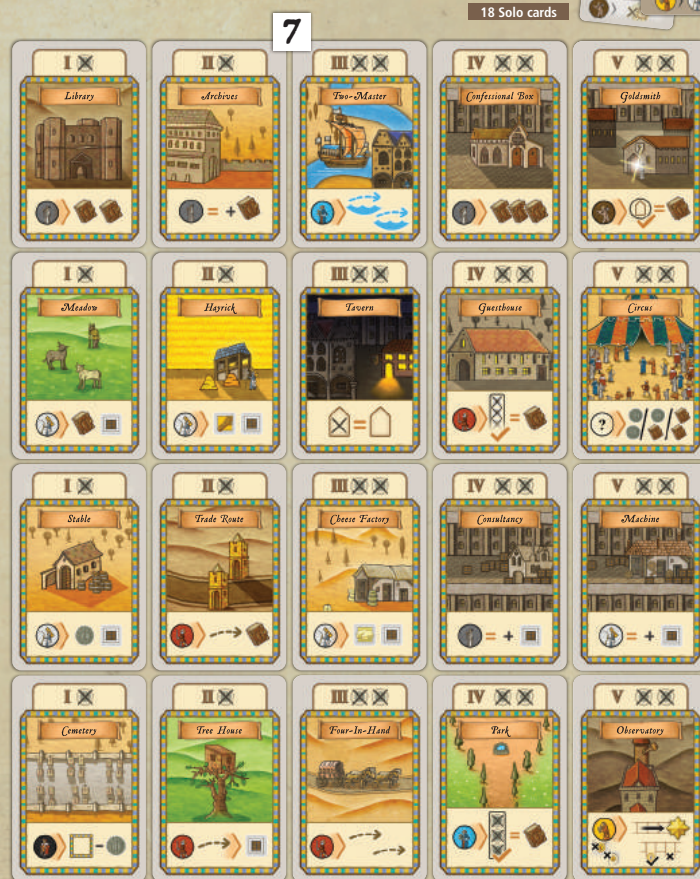 18 Solo cards
7
I
II
III
IV
V
Library
Archives
Two-Master
Confessional Box
Goldsmith
I
II
III
IV
V
Meadow
Hayrick
Tavern
Guesthouse
Circus
I
II
III
IV
V
Stable
Trade Route
Cheese Factory
Consultancy
Machine
I
II
III
IV
V
Cemetery
Tree House
Four-In-Hand
Park
Observatory